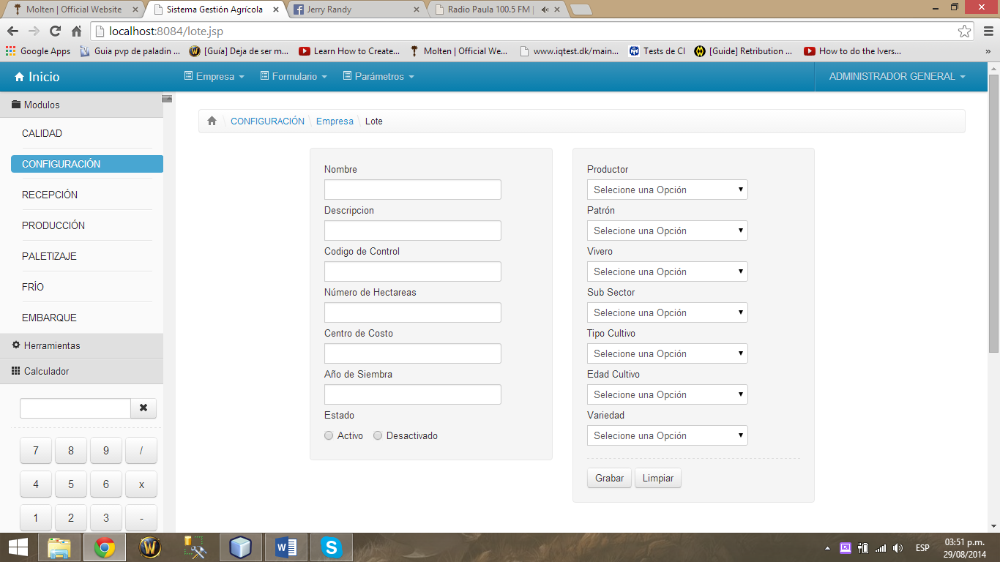 Molten | Official Website
Sistema Gestión Agrícola
Jerry Randy
Radio Paula 100.5 FM |
localhost:8084/lote.jsp
Google Apps
Guia pvp de paladin ...
[Guía] Deja de ser m...
Learn How to Create...
Molten | Official We...
www.iqtest.dk/main...
Tests de CI
[Guide] Retribution ...
How to do the Ivers...
»
Inicio
Empresa
Formulario
Parámetros
ADMINISTRADOR GENERAL
Modulos
CALIDAD
CONFIGURACIÓN
RECEPCIÓN
PRODUCCIÓN
PALETIZAJE
FRÍO
EMBARQUE
Herramientas
Calculador
7 8 9 /
4 5 6 x
1 2 3 -
CONFIGURACIÓN \ Empresa \ Lote
Nombre
Descripcion
Codigo de Control
Número de Hectareas
Centro de Costo
Año de Siembra
Estado
Activo Desactivado
Productor
Selecione una Opción
Patrón
Selecione una Opción
Vivero
Selecione una Opción
Sub Sector
Selecione una Opción
Tipo Cultivo
Selecione una Opción
Edad Cultivo
Selecione una Opción
Variedad
Selecione una Opción
Grabar Limpiar
ESP
03:51 p.m.
29/08/2014